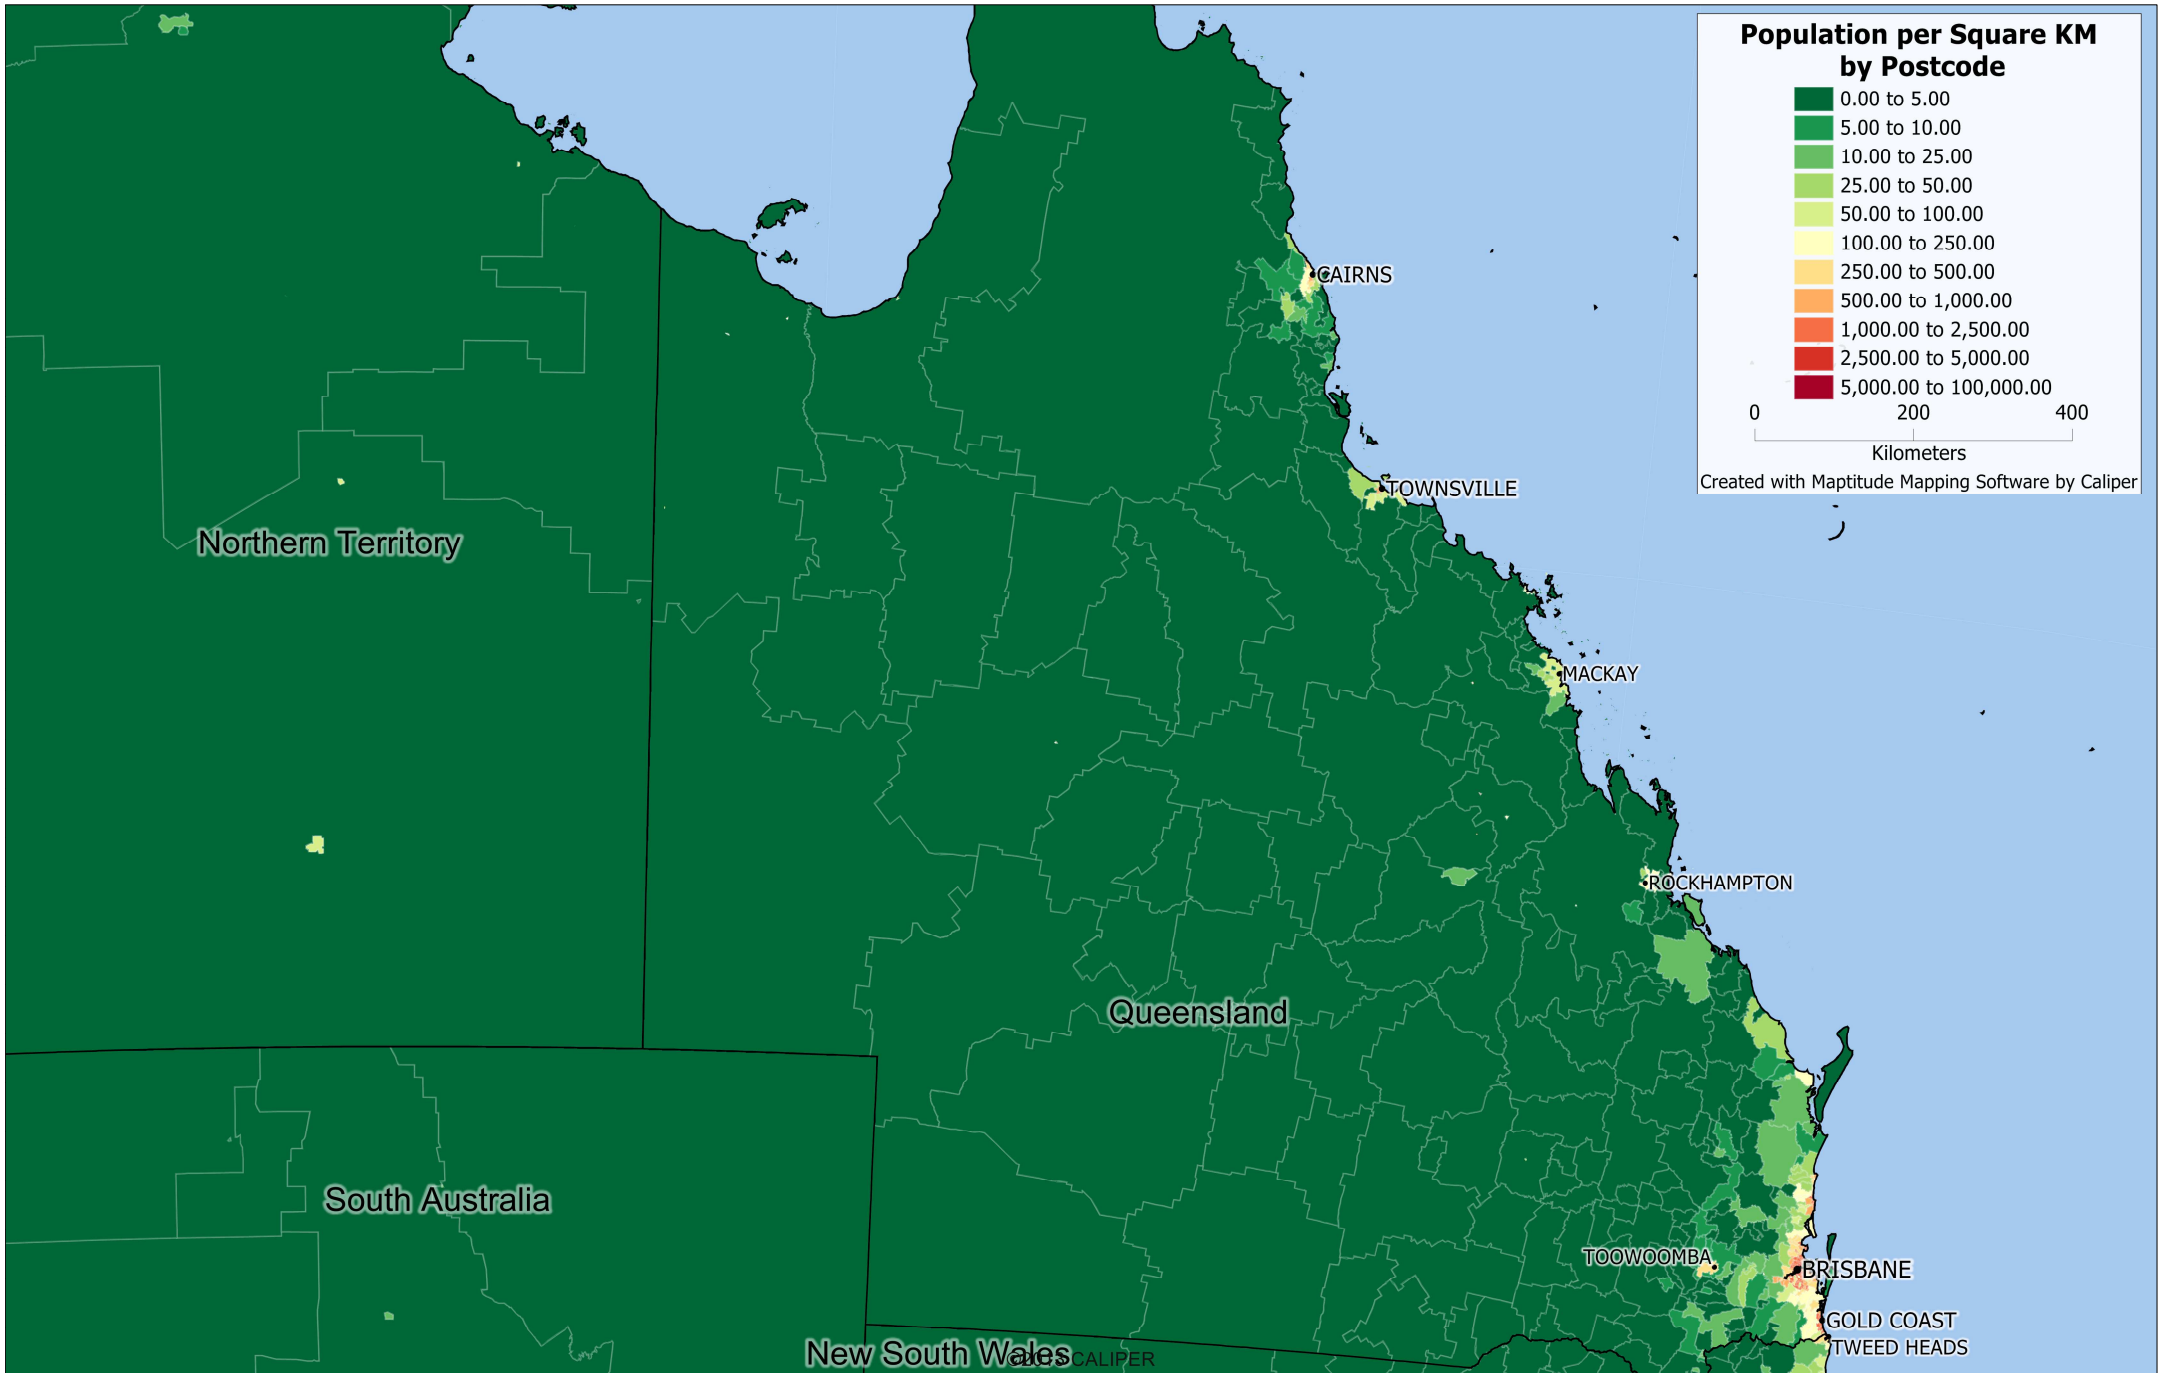 Population per Square KM
by Postcode
0.00 to 5.00
5.00 to 10.00
10.00 to 25.00
25.00 to 50.00
50.00 to 100.00
100.00 to 250.00
250.00 to 500.00
500.00 to 1,000.00
1,000.00 to 2,500.00
2,500.00 to 5,000.00
5,000.00 to 100,000.00
0 200 400
Kilometers
Created with Maptitude Mapping Software by Caliper
CAIRNS
TOWNSVILLE
Northern Territory
MACKAY
ROCKHAMPTON
Queensland
South Australia
TOOWOOMBA
BRISBANE
GOLD COAST
TWEED HEADS
New South Wales
©2013 CALIPER